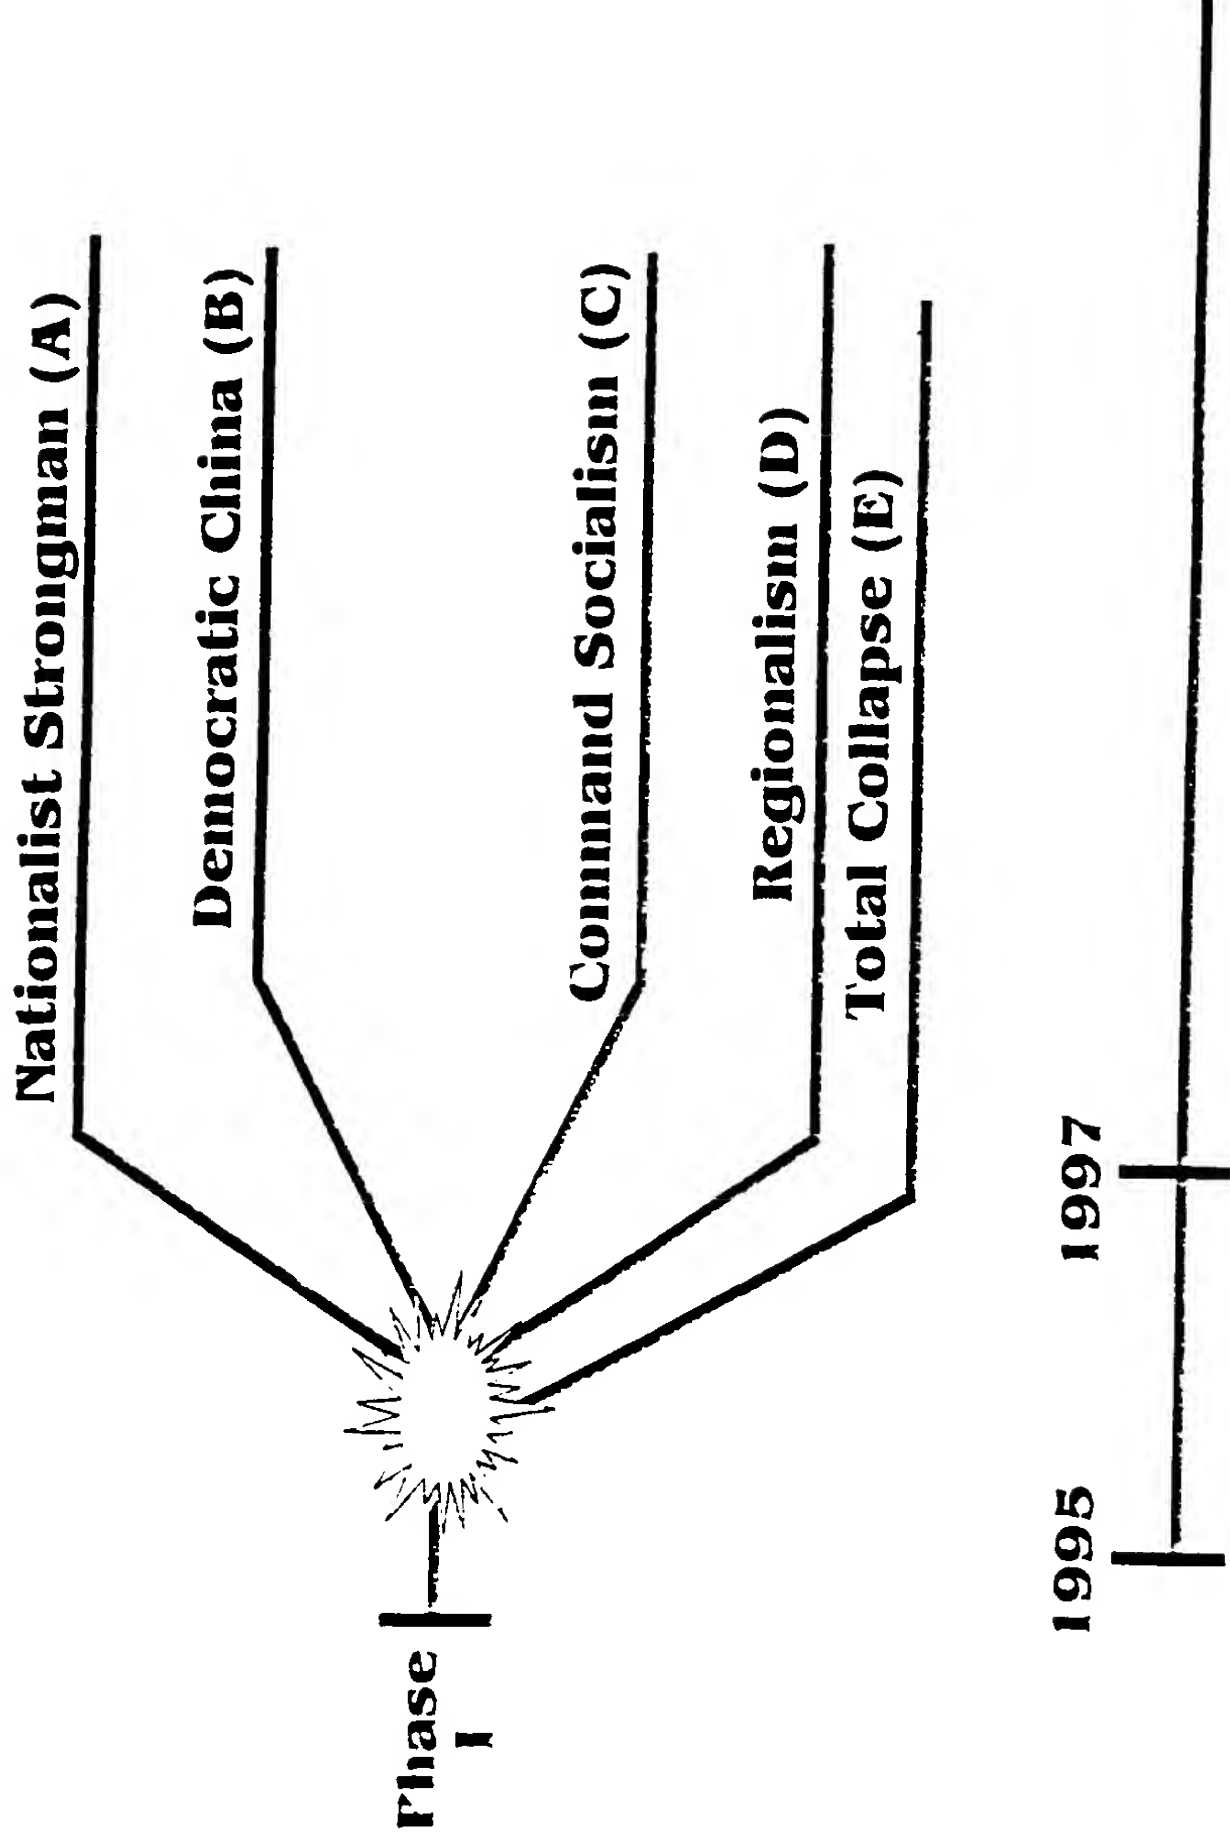 Nationalist Strongman (A)
Democratic China (B)
Phase
I
Command Socialism (C)
Regionalism (D)
Total Collapse (E)
1995
1997